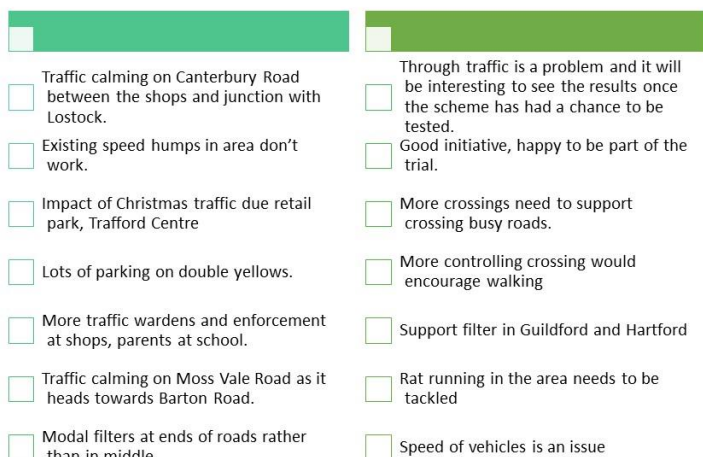 Traffic calming on Canterbury Road
between the shops and junction with
Lostock.
Existing speed humps in area don’t
work.
Impact of Christmas traffic due retail
park, Trafford Centre
Lots of parking on double yellows.
More traffic wardens and enforcement
at shops, parents at school.
Traffic calming on Moss Vale Road as it
heads towards Barton Road.
Modal filters at ends of roads rather
than in middle
Through traffic is a problem and it will
be interesting to see the results once
the scheme has had a chance to be
tested.
Good initiative, happy to be part of the
trial.
More crossings need to support
crossing busy roads.
More controlling crossing would
encourage walking
Support filter in Guildford and Hartford
Rat running in the area needs to be
tackled
Speed of vehicles is an issue